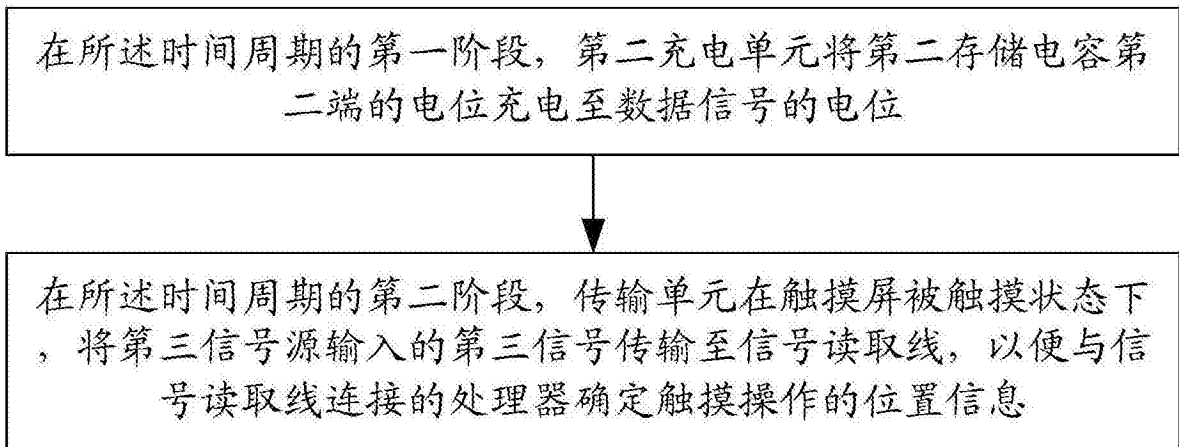 在所述时间周期的第一阶段，第二充电单元将第二存储电容第
二端的电位充电至数据信号的电位
在所述时间周期的第二阶段，传输单元在触摸屏被触摸状态下
，将第三信号源输入的第三信号传输至信号读取线，以便与信
号读取线连接的处理器确定触摸操作的位置信息